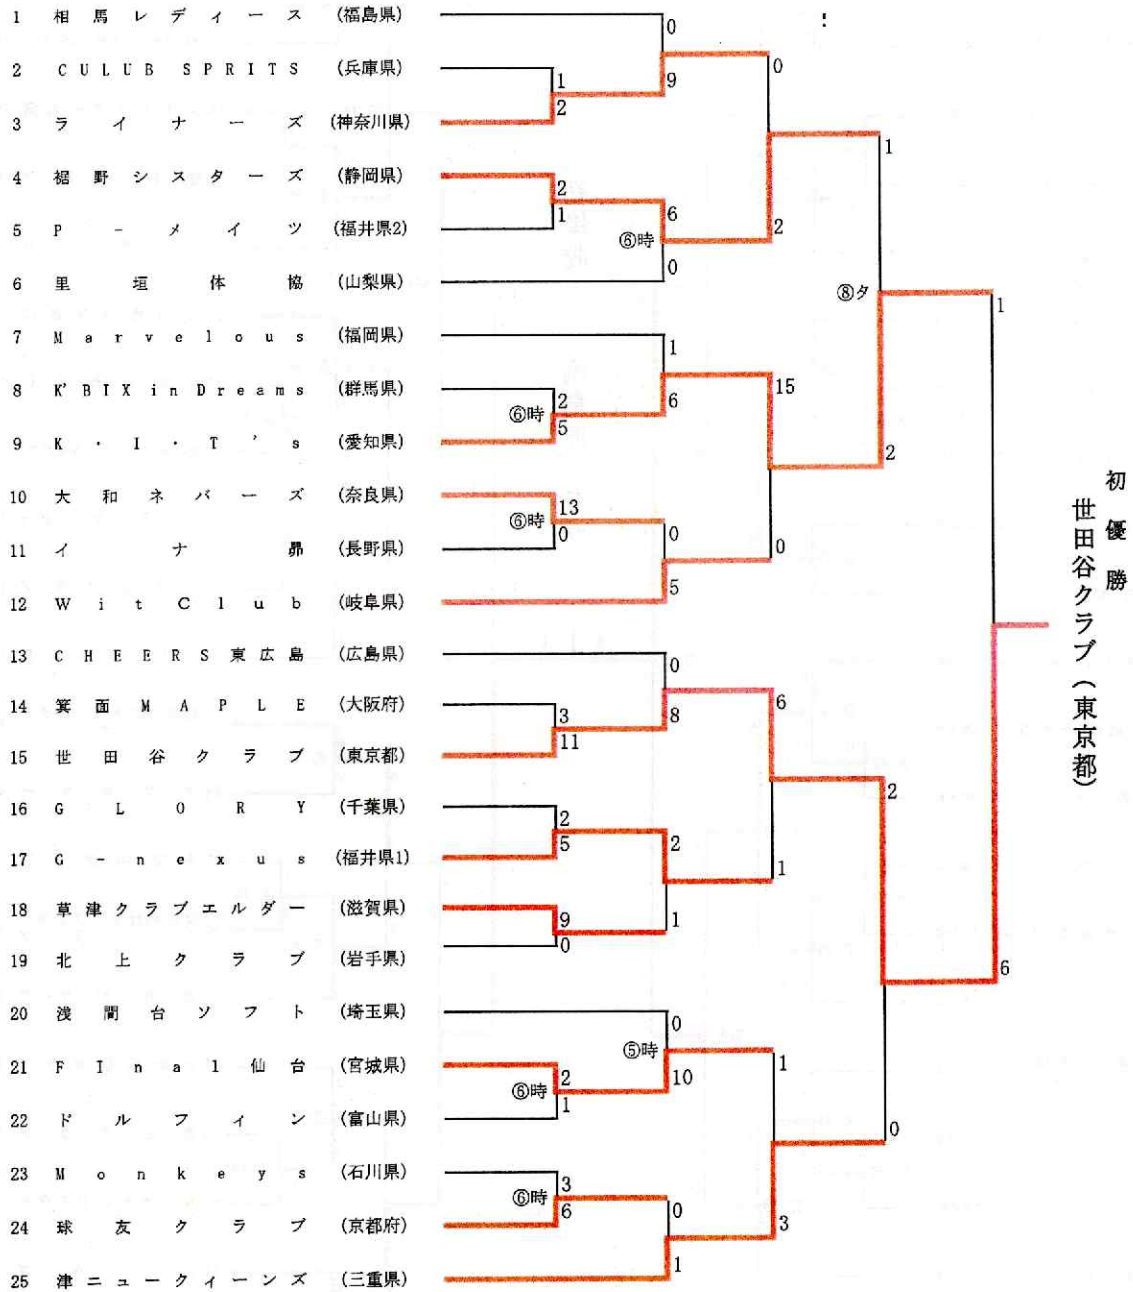 1 相馬レディース (福島県)
0
2 CULUB SPRITS (兵庫県)
1
9
0
2
3 ライナーズ (神奈川県)
1
4 裾野シスターズ (静岡県)
2
1
6
2
5 P-メイツ (福井県2)
⑥時
0
6 里垣体協 (山梨県)
⑧タ
1
7 Marvelous (福岡県)
1
15
8 K'BIX in Dreams (群馬県)
2
6
⑥時
5
9 K・I・T's (愛知県)
2
10 大和ネバーズ (奈良県)
13
⑥時
0
0
0
11 イナ昴 (長野県)
5
12 Wit Club (岐阜県)
初優勝
世田谷クラブ(東京都)
13 CHEERS東広島 (広島県)
0
14 箕面MAPLE (大阪府)
3
8
6
11
15 世田谷クラブ (東京都)
2
16 GLORY (千葉県)
2
5
2
17 G-nexus (福井県1)
1
18 草津クラブエルダー (滋賀県)
9
1
0
19 北上クラブ (岩手県)
6
20 浅間台ソフト (埼玉県)
0
⑤時
1
21 FInal仙台 (宮城県)
2
10
⑥時
1
22 ドルフィン (富山県)
0
23 Monkeys (石川県)
3
⑥時
6
0
3
24 球友クラブ (京都府)
1
25 津ニュークィーンズ (三重県)